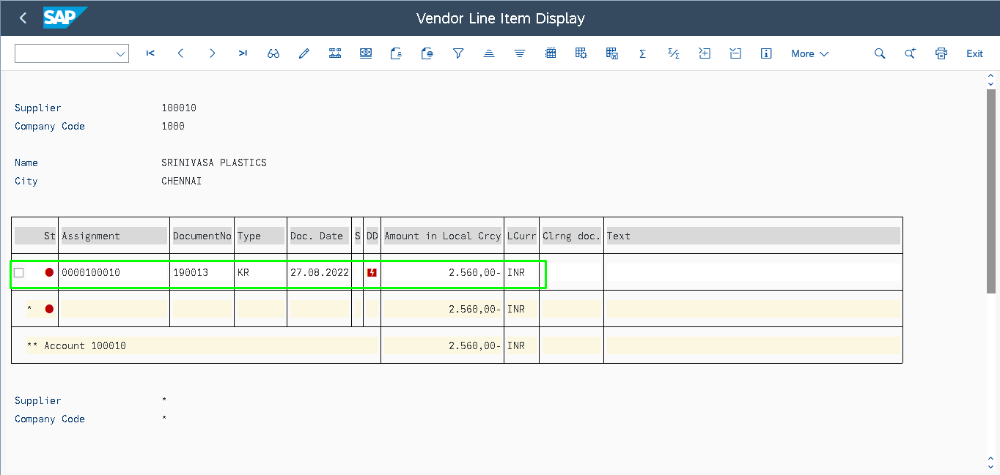 SAP Vendor Line Item Display
More Exit
Supplier 100010
Company Code 1000
Name SRINIVASA PLASTICS
City CHENNAI
St Assignment DocumentNo Type Doc. Date S DD Amount in Local Crcy LCurr Clrng doc. Text
0000100010 190013 KR 27.08.2022 2.560,00- INR
* 2.560,00- INR
** Account 100010 2.560,00- INR
Supplier *
Company Code *